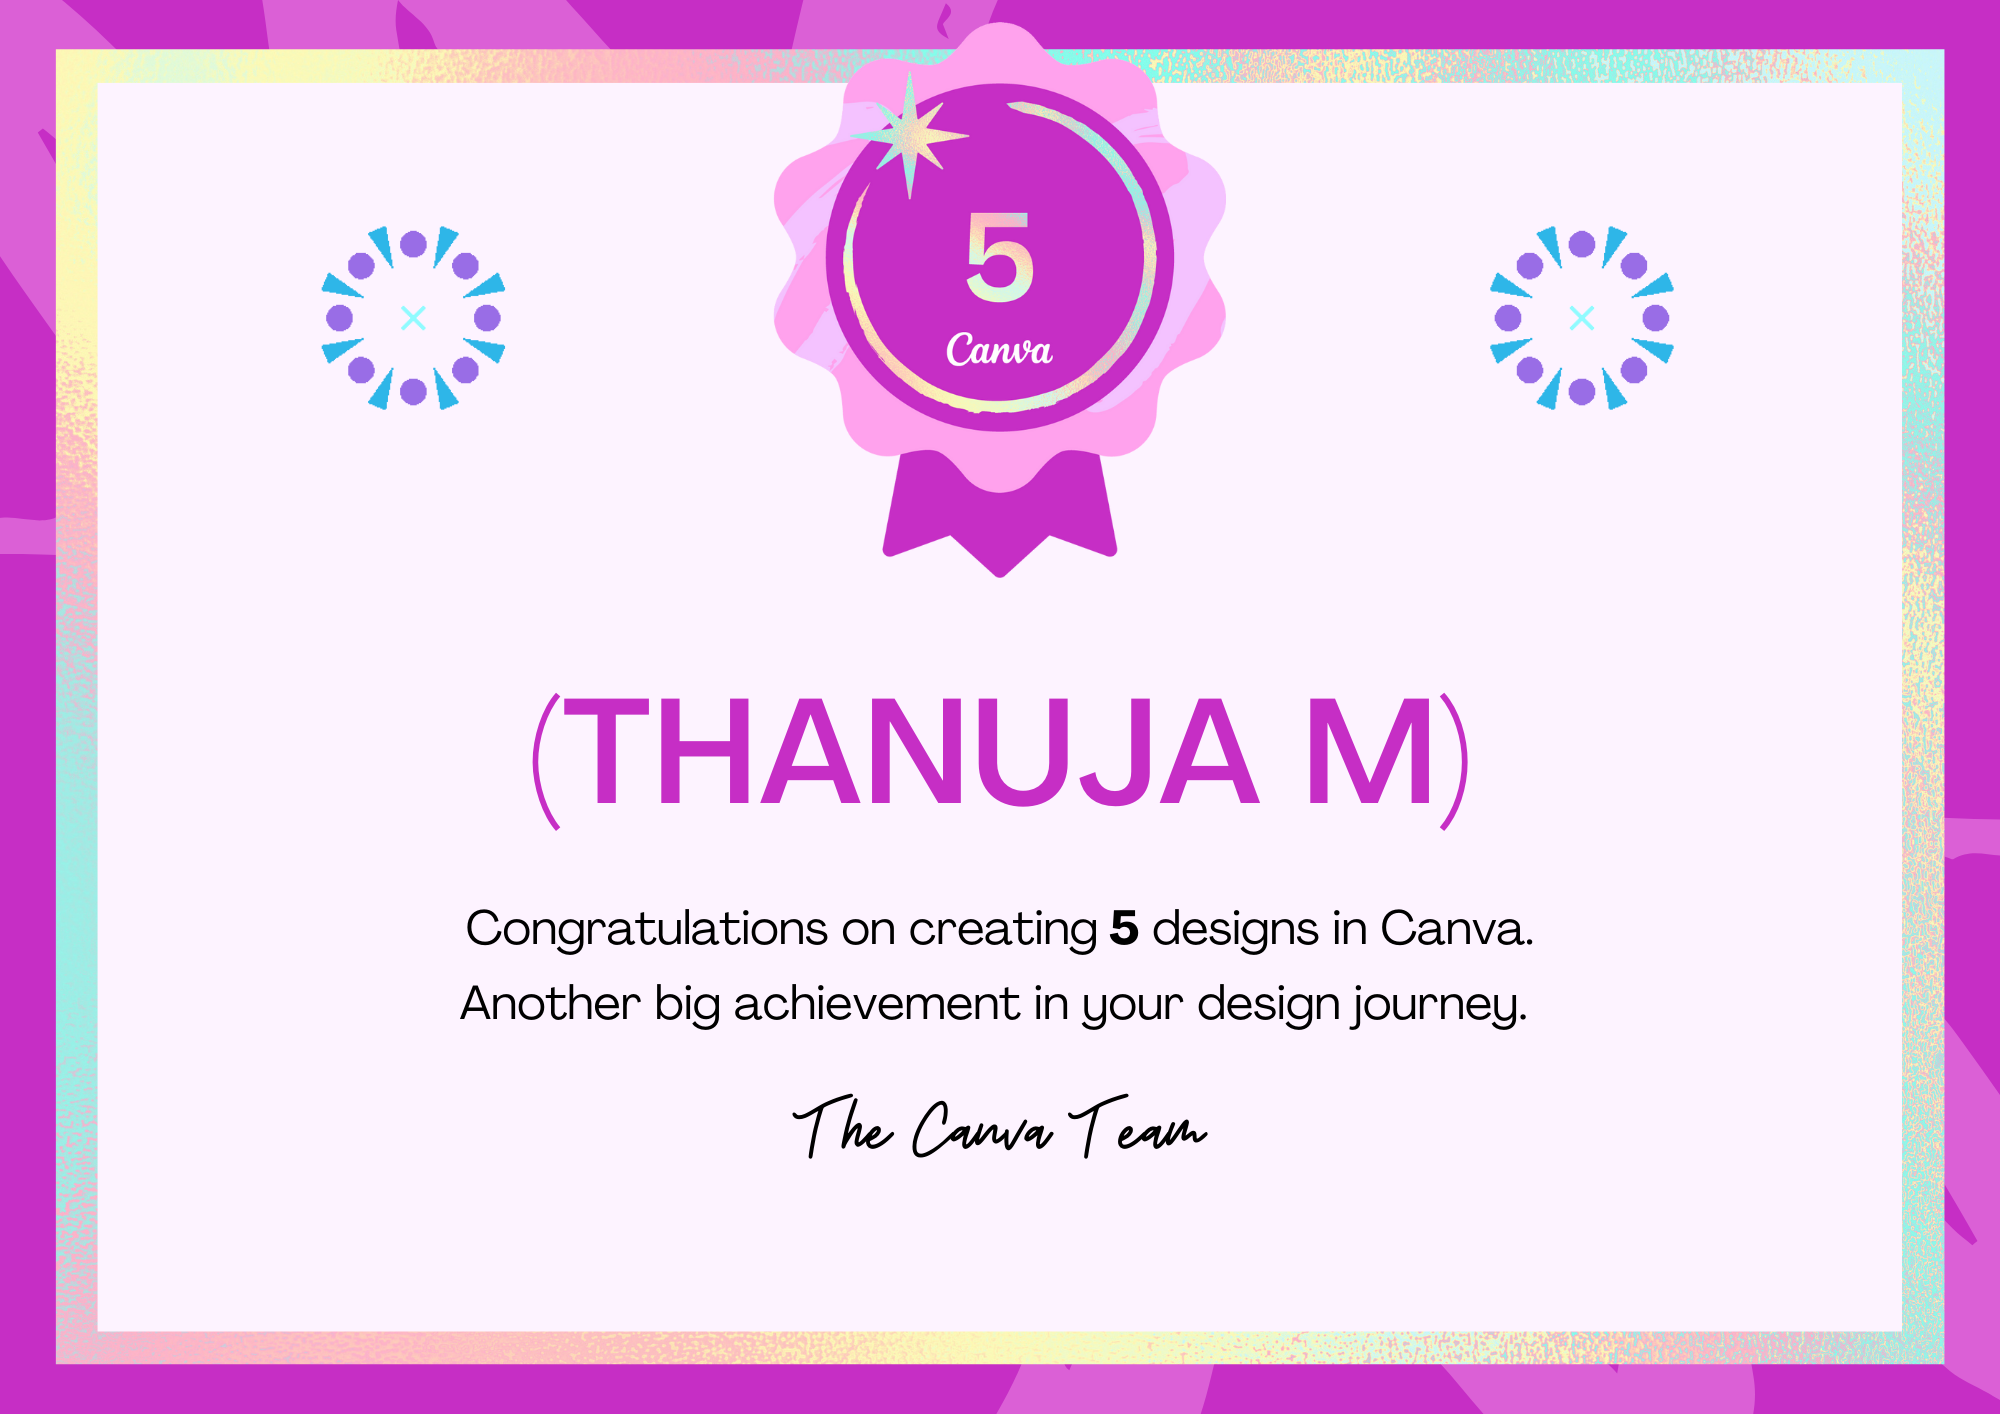 5
Canva
(THANUJA M)
Congratulations on creating 5 designs in Canva.
Another big achievement in your design journey.
The Canva Team